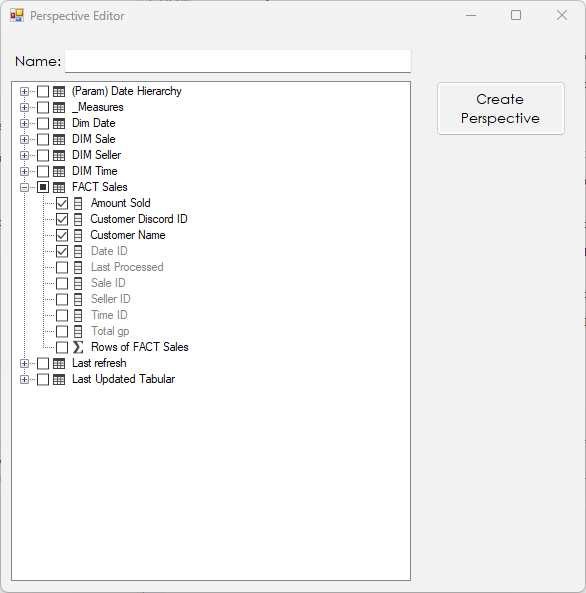 Perspective Editor
Name:
(Param) Date Hierarchy
_Measures
Dim Date
DIM Sale
DIM Seller
DIM Time
FACT Sales
Amount Sold
Customer Discord ID
Customer Name
Date ID
Last Processed
Sale ID
Seller ID
Time ID
Total gp
Rows of FACT Sales
Last refresh
Last Updated Tabular
Create
Perspective